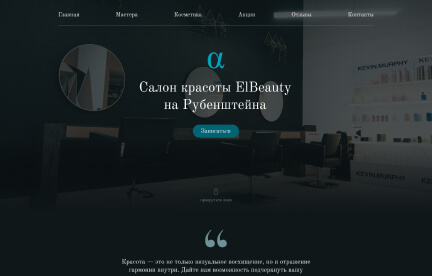 Главная Мастера Косметика Акции Отзывы Контакты
α
Салон красоты ElBeauty
на Рубенштейна
Записаться
KEVIN.MURPHY
KEVIN.MURPHY
прокрутите вниз
Красота — это не только визуальное восхищение, но и отражение
гармонии внутри. Дайте нам возможность подчеркнуть вашу